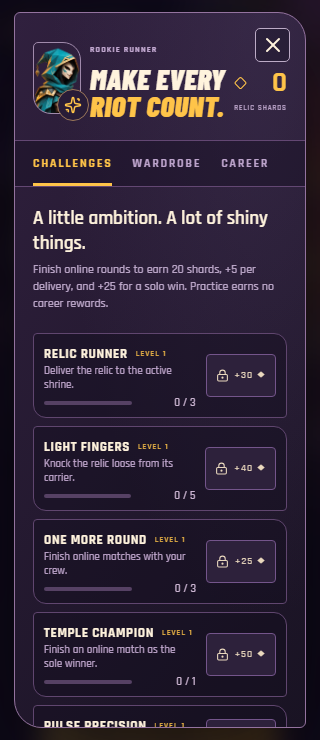 ROOKIE RUNNER
MAKE EVERY
RIOT COUNT.
0
RELIC SHARDS
CHALLENGES WARDROBE CAREER
A little ambition. A lot of shiny
things.
Finish online rounds to earn 20 shards, +5 per
delivery, and +25 for a solo win. Practice earns no
career rewards.
RELIC RUNNER LEVEL 1
Deliver the relic to the active
shrine.
0 / 3
+30
LIGHT FINGERS LEVEL 1
Knock the relic loose from its
carrier.
0 / 5
+40
ONE MORE ROUND LEVEL 1
Finish online matches with your
crew.
0 / 3
+25
TEMPLE CHAMPION LEVEL 1
Finish an online match as the
sole winner.
0 / 1
+50
PULSE PRECISION LEVEL 1